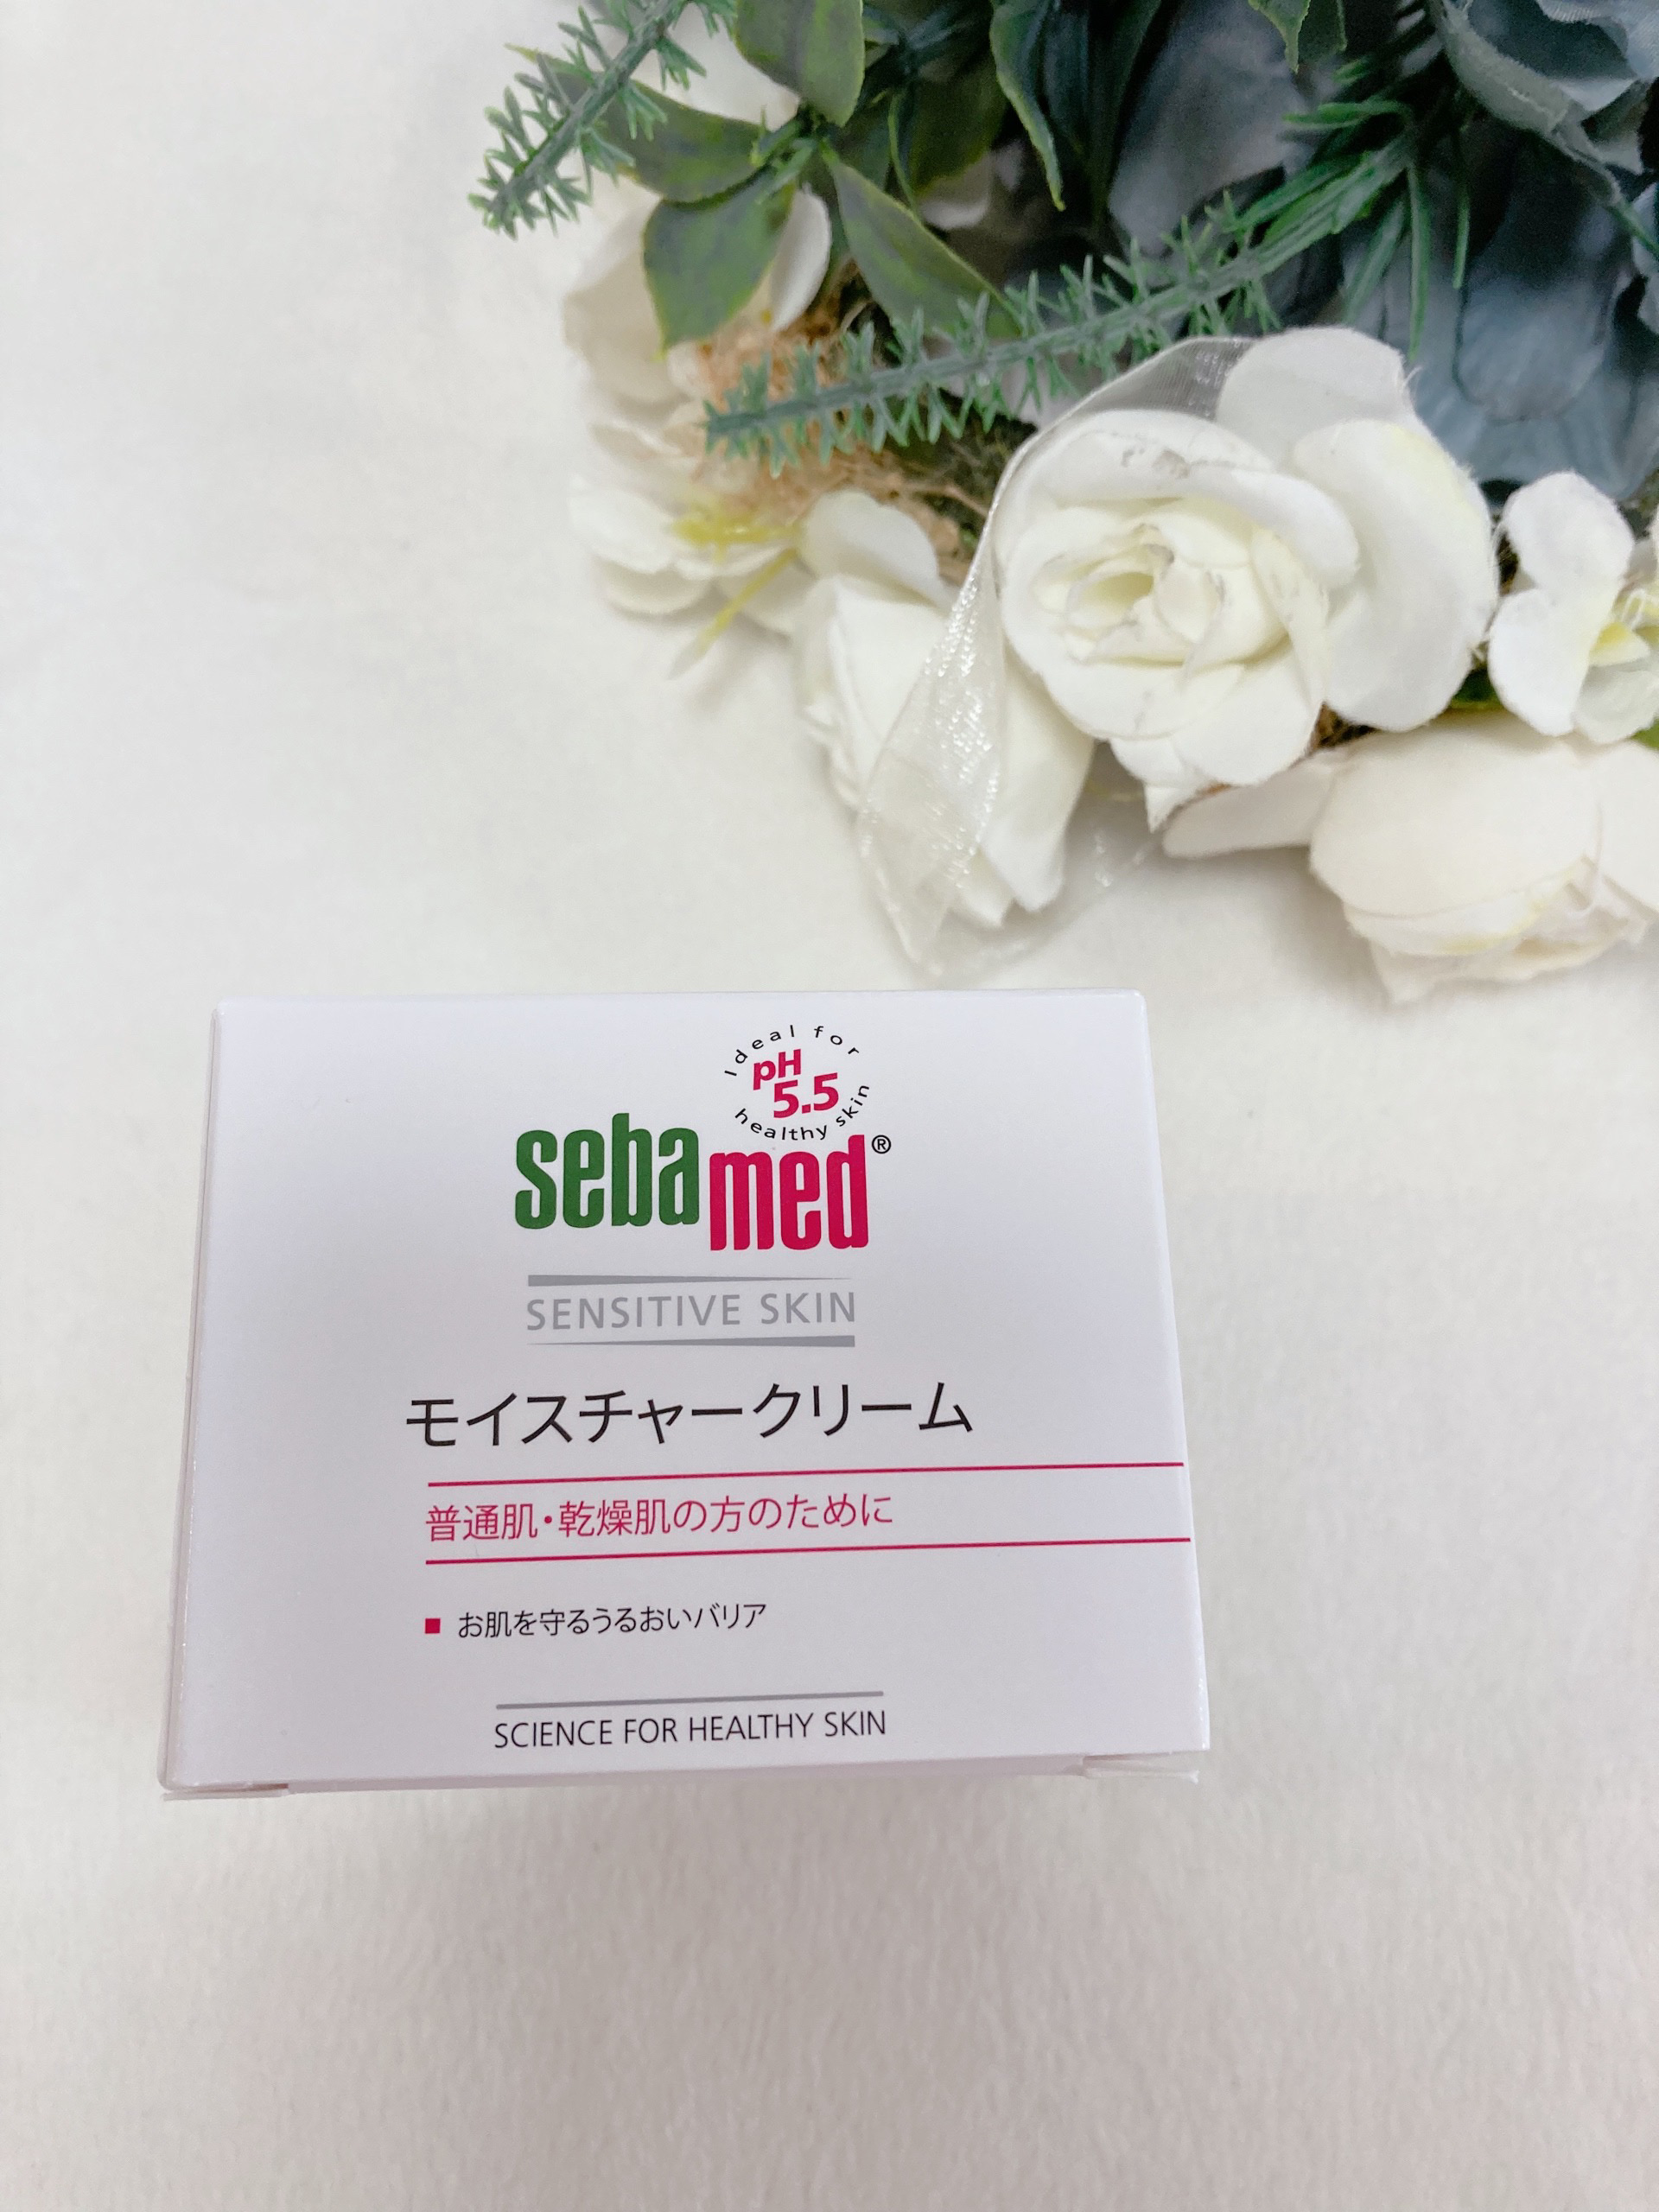 Ideal for
pH
5.5
healthy skin
sebamed®
SENSITIVE SKIN
モイスチャークリーム
普通肌・乾燥肌の方のために
■ お肌を守るうるおいバリア
SCIENCE FOR HEALTHY SKIN